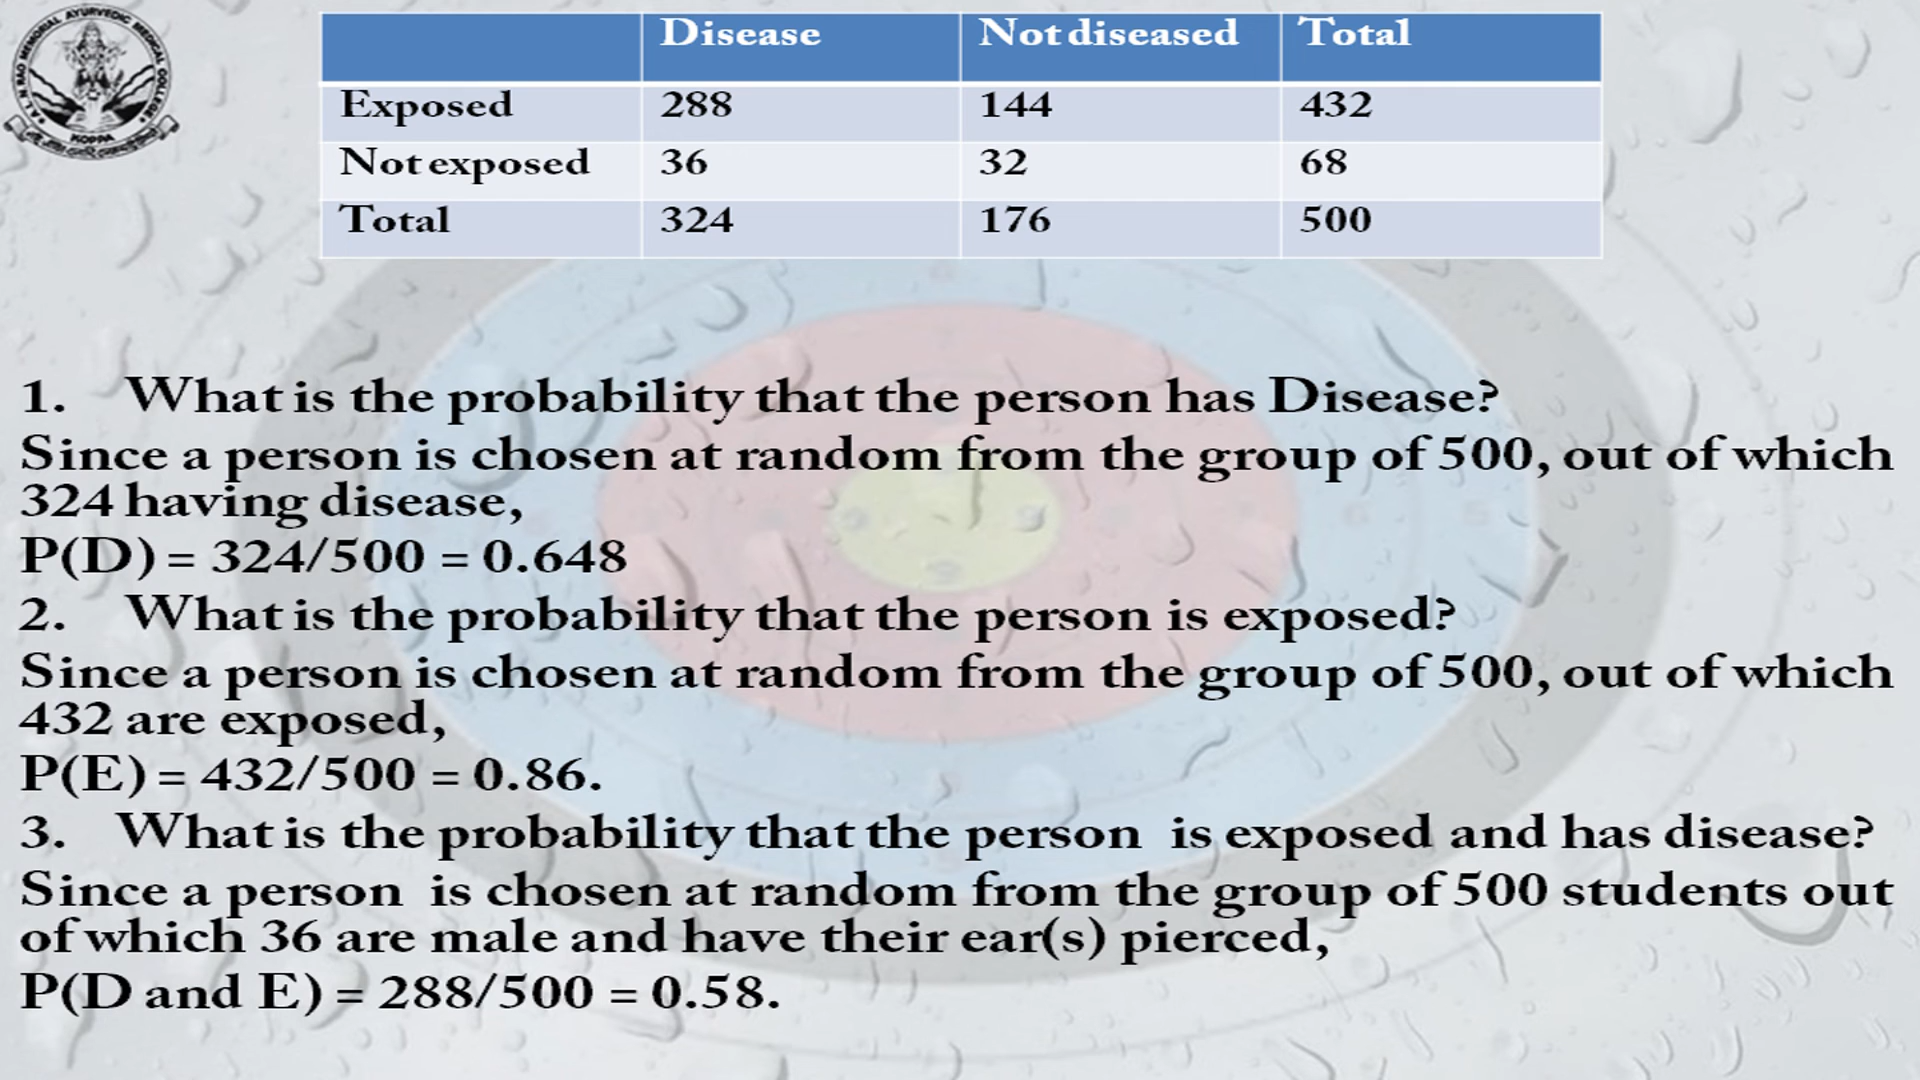 A.L.N RAO MEMORIAL AYURVEDIC MEDICAL COLLEGE
KOPPA
Disease Not diseased Total
Exposed 288 144 432
Not exposed 36 32 68
Total 324 176 500
1. What is the probability that the person has Disease?
Since a person is chosen at random from the group of 500, out of which
324 having disease,
P(D) = 324/500 = 0.648
2. What is the probability that the person is exposed?
Since a person is chosen at random from the group of 500, out of which
432 are exposed,
P(E) = 432/500 = 0.86.
3. What is the probability that the person is exposed and has disease?
Since a person is chosen at random from the group of 500 students out
of which 36 are male and have their ear(s) pierced,
P(D and E) = 288/500 = 0.58.